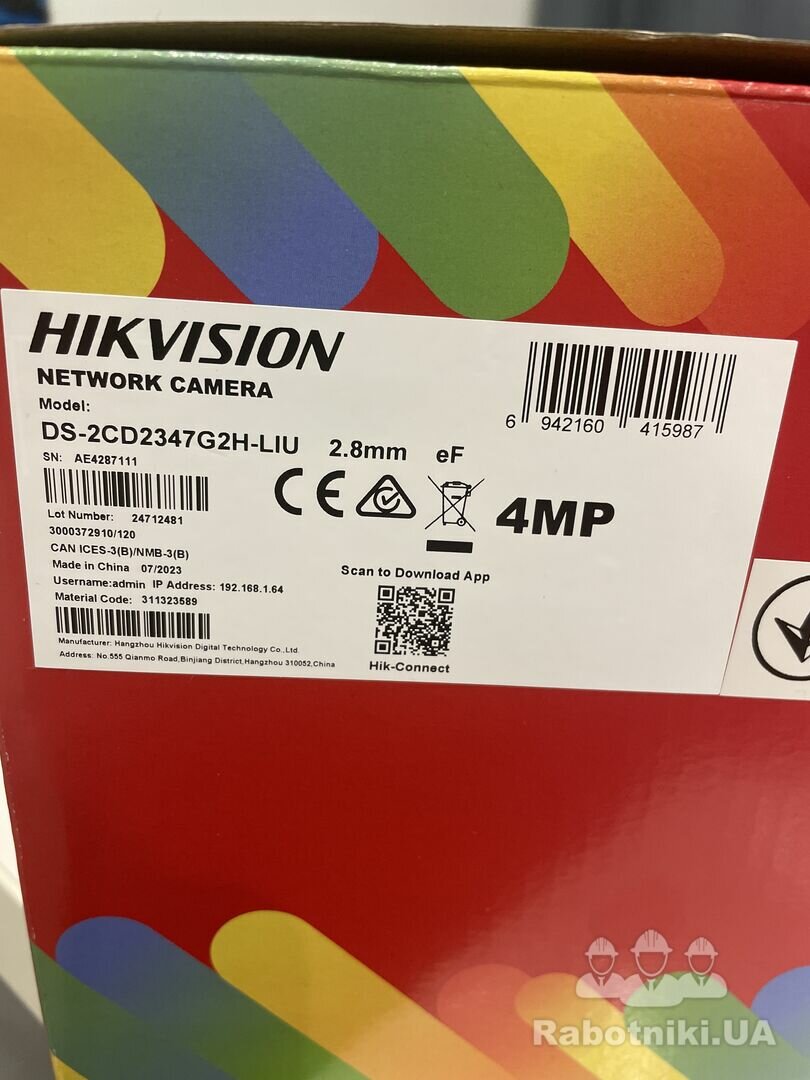 HIKVISION
NETWORK CAMERA
Model:
DS-2CD2347G2H-LIU 2.8mm eF
SN: AE4287111
6 942160 415987
CE
4MP
Lot Number: 24712481
3000372910/120
CAN ICES-3(B)/NMB-3(B)
Made in China 07/2023
Username:admin IP Address: 192.168.1.64
Material Code: 311323589
Manufacturer: Hangzhou Hikvision Digital Technology Co.,Ltd.
Address: No.555 Qianmo Road,Binjiang District,Hangzhou 310052,China
Scan to Download App
Hik-Connect
Rabotniki.UA